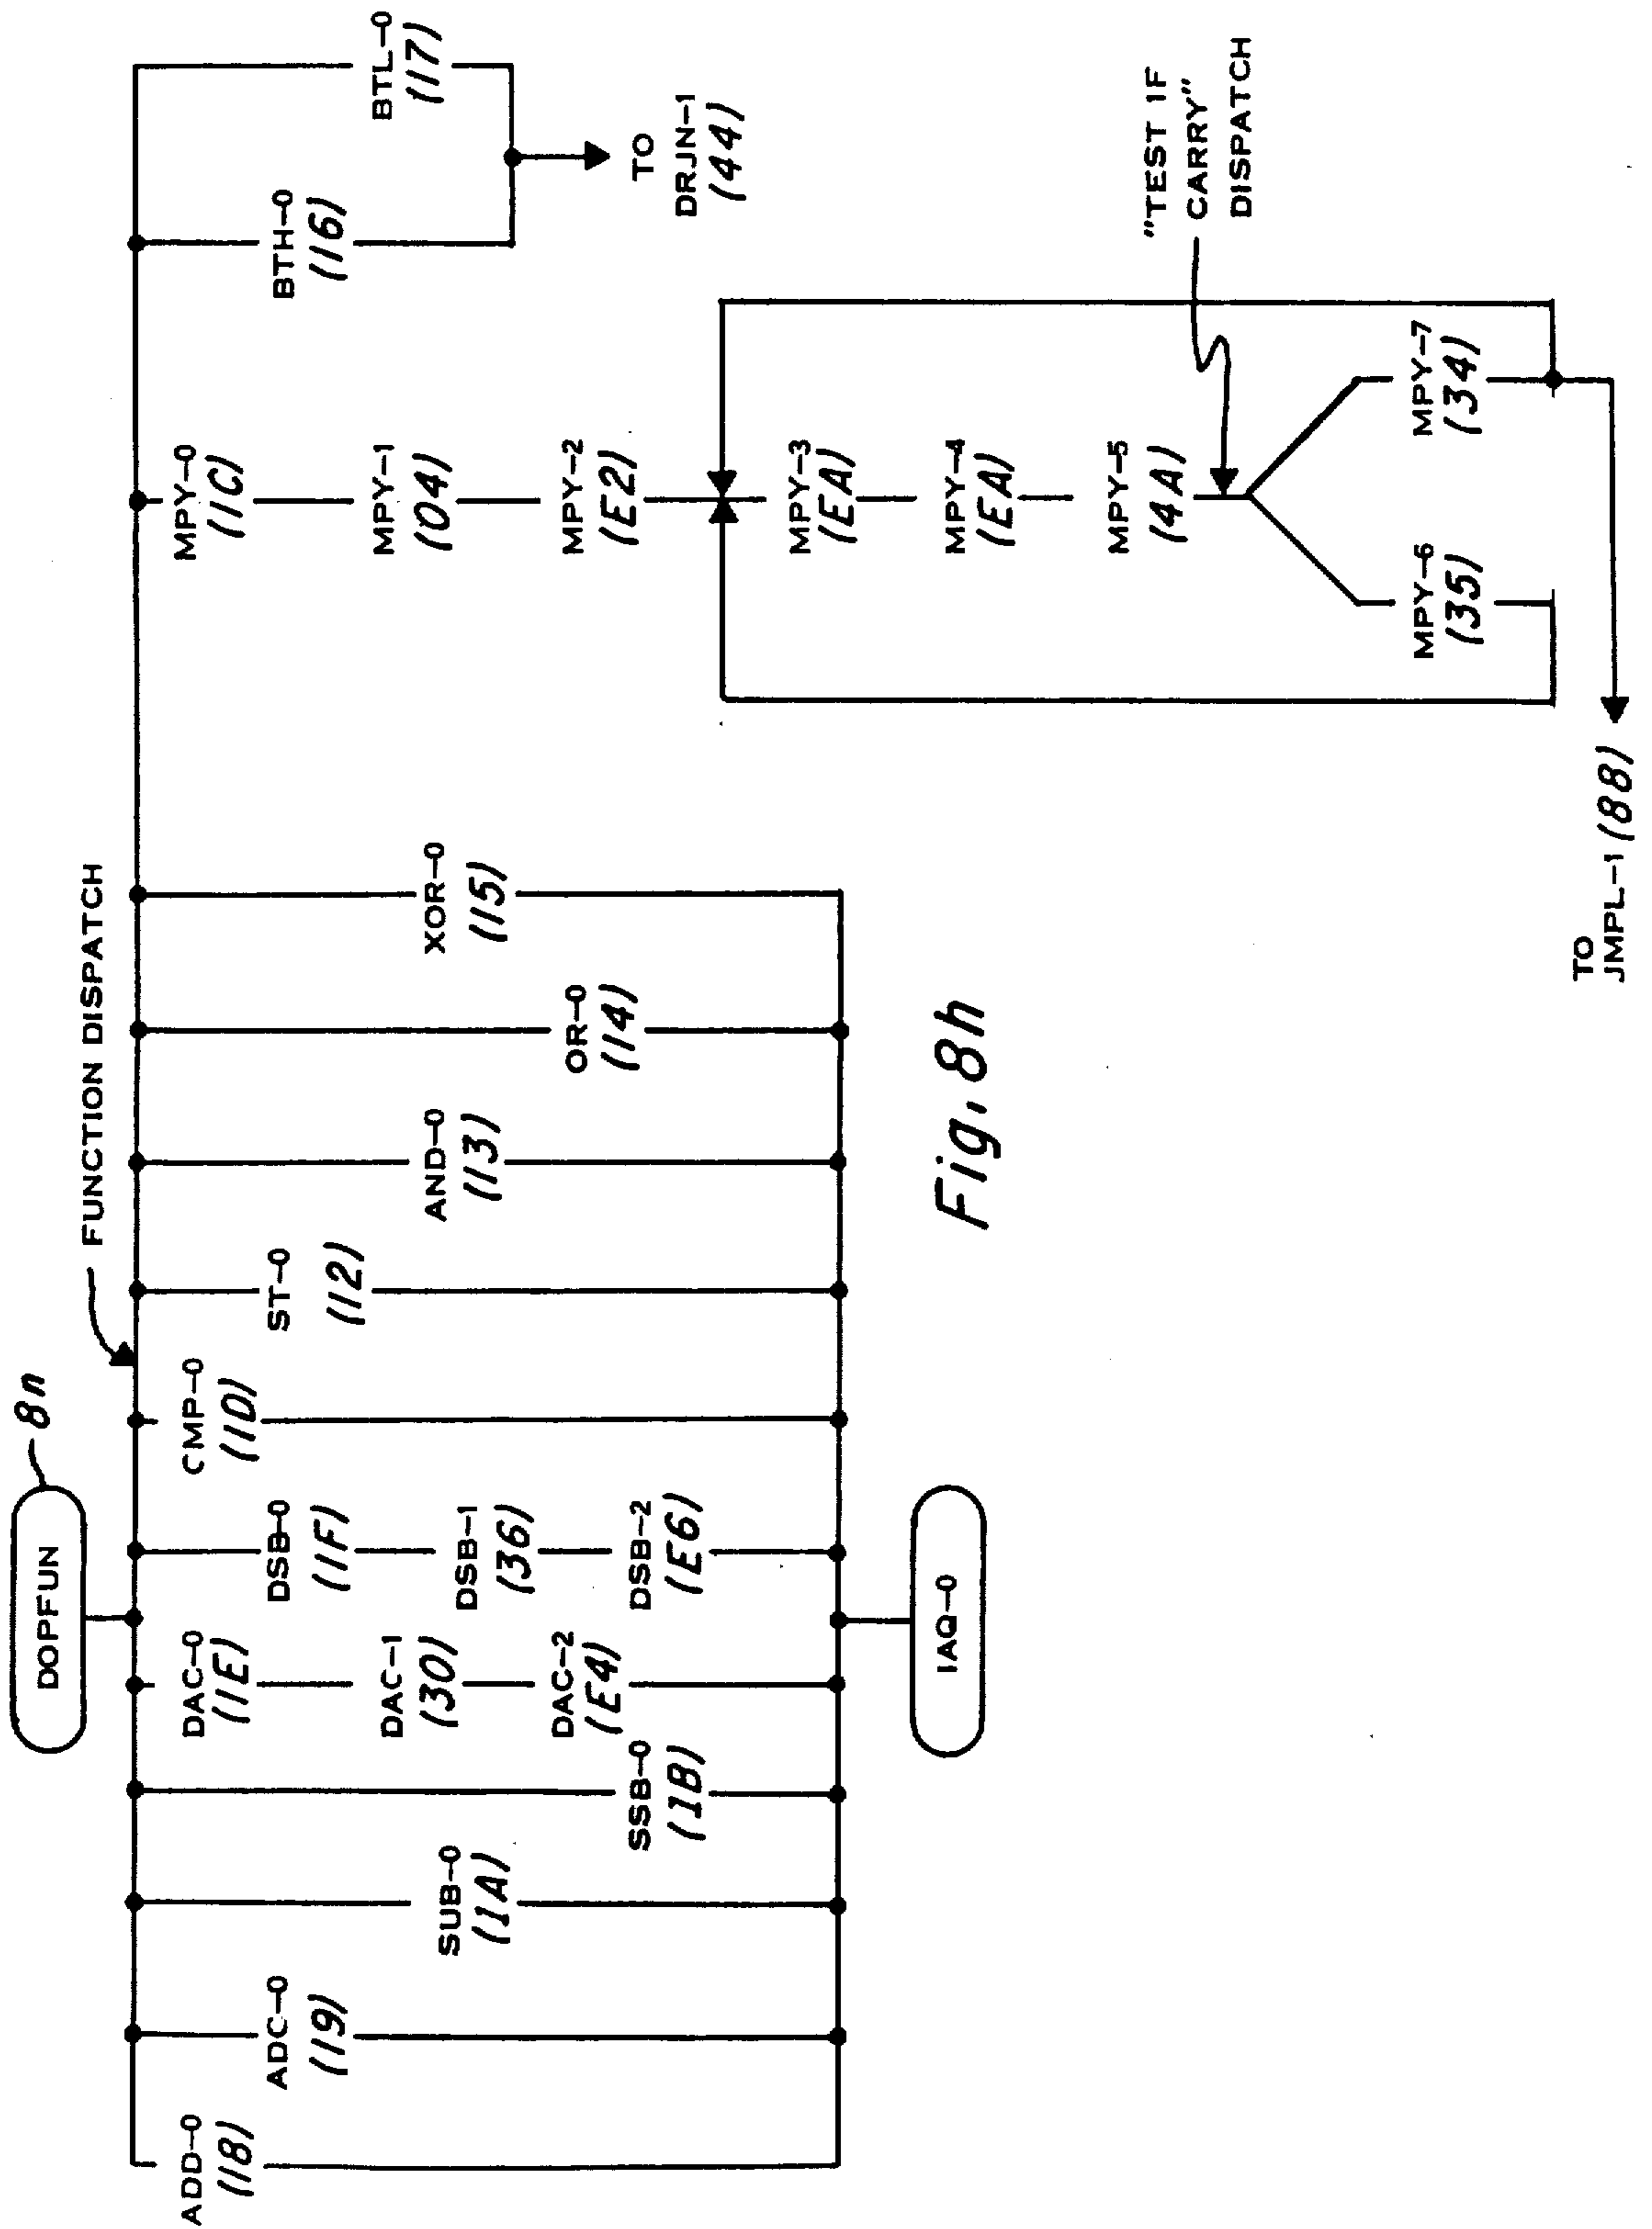 DOPFUN
8n
FUNCTION DISPATCH
ADD-0
(18)
ADC-0
(19)
SUB-0
(1A)
SSB-0
(1B)
DAC-0
(1E)
DAC-1
(30)
DAC-2
(E4)
DSB-0
(1F)
DSB-1
(36)
DSB-2
(E6)
CMP-0
(1D)
ST-0
(12)
AND-0
(13)
OR-0
(14)
XOR-0
(15)
MPY-0
(1C)
MPY-1
(04)
MPY-2
(E2)
MPY-3
(EA)
MPY-4
(EA)
MPY-5
(4A)
"TEST IF
CARRY"
DISPATCH
MPY-6
(35)
MPY-7
(34)
TO
JMPL-1 (88)
BTH-0
(16)
BTL-0
(17)
TO
DRJN-1
(44)
IAQ-0
Fig. 8h